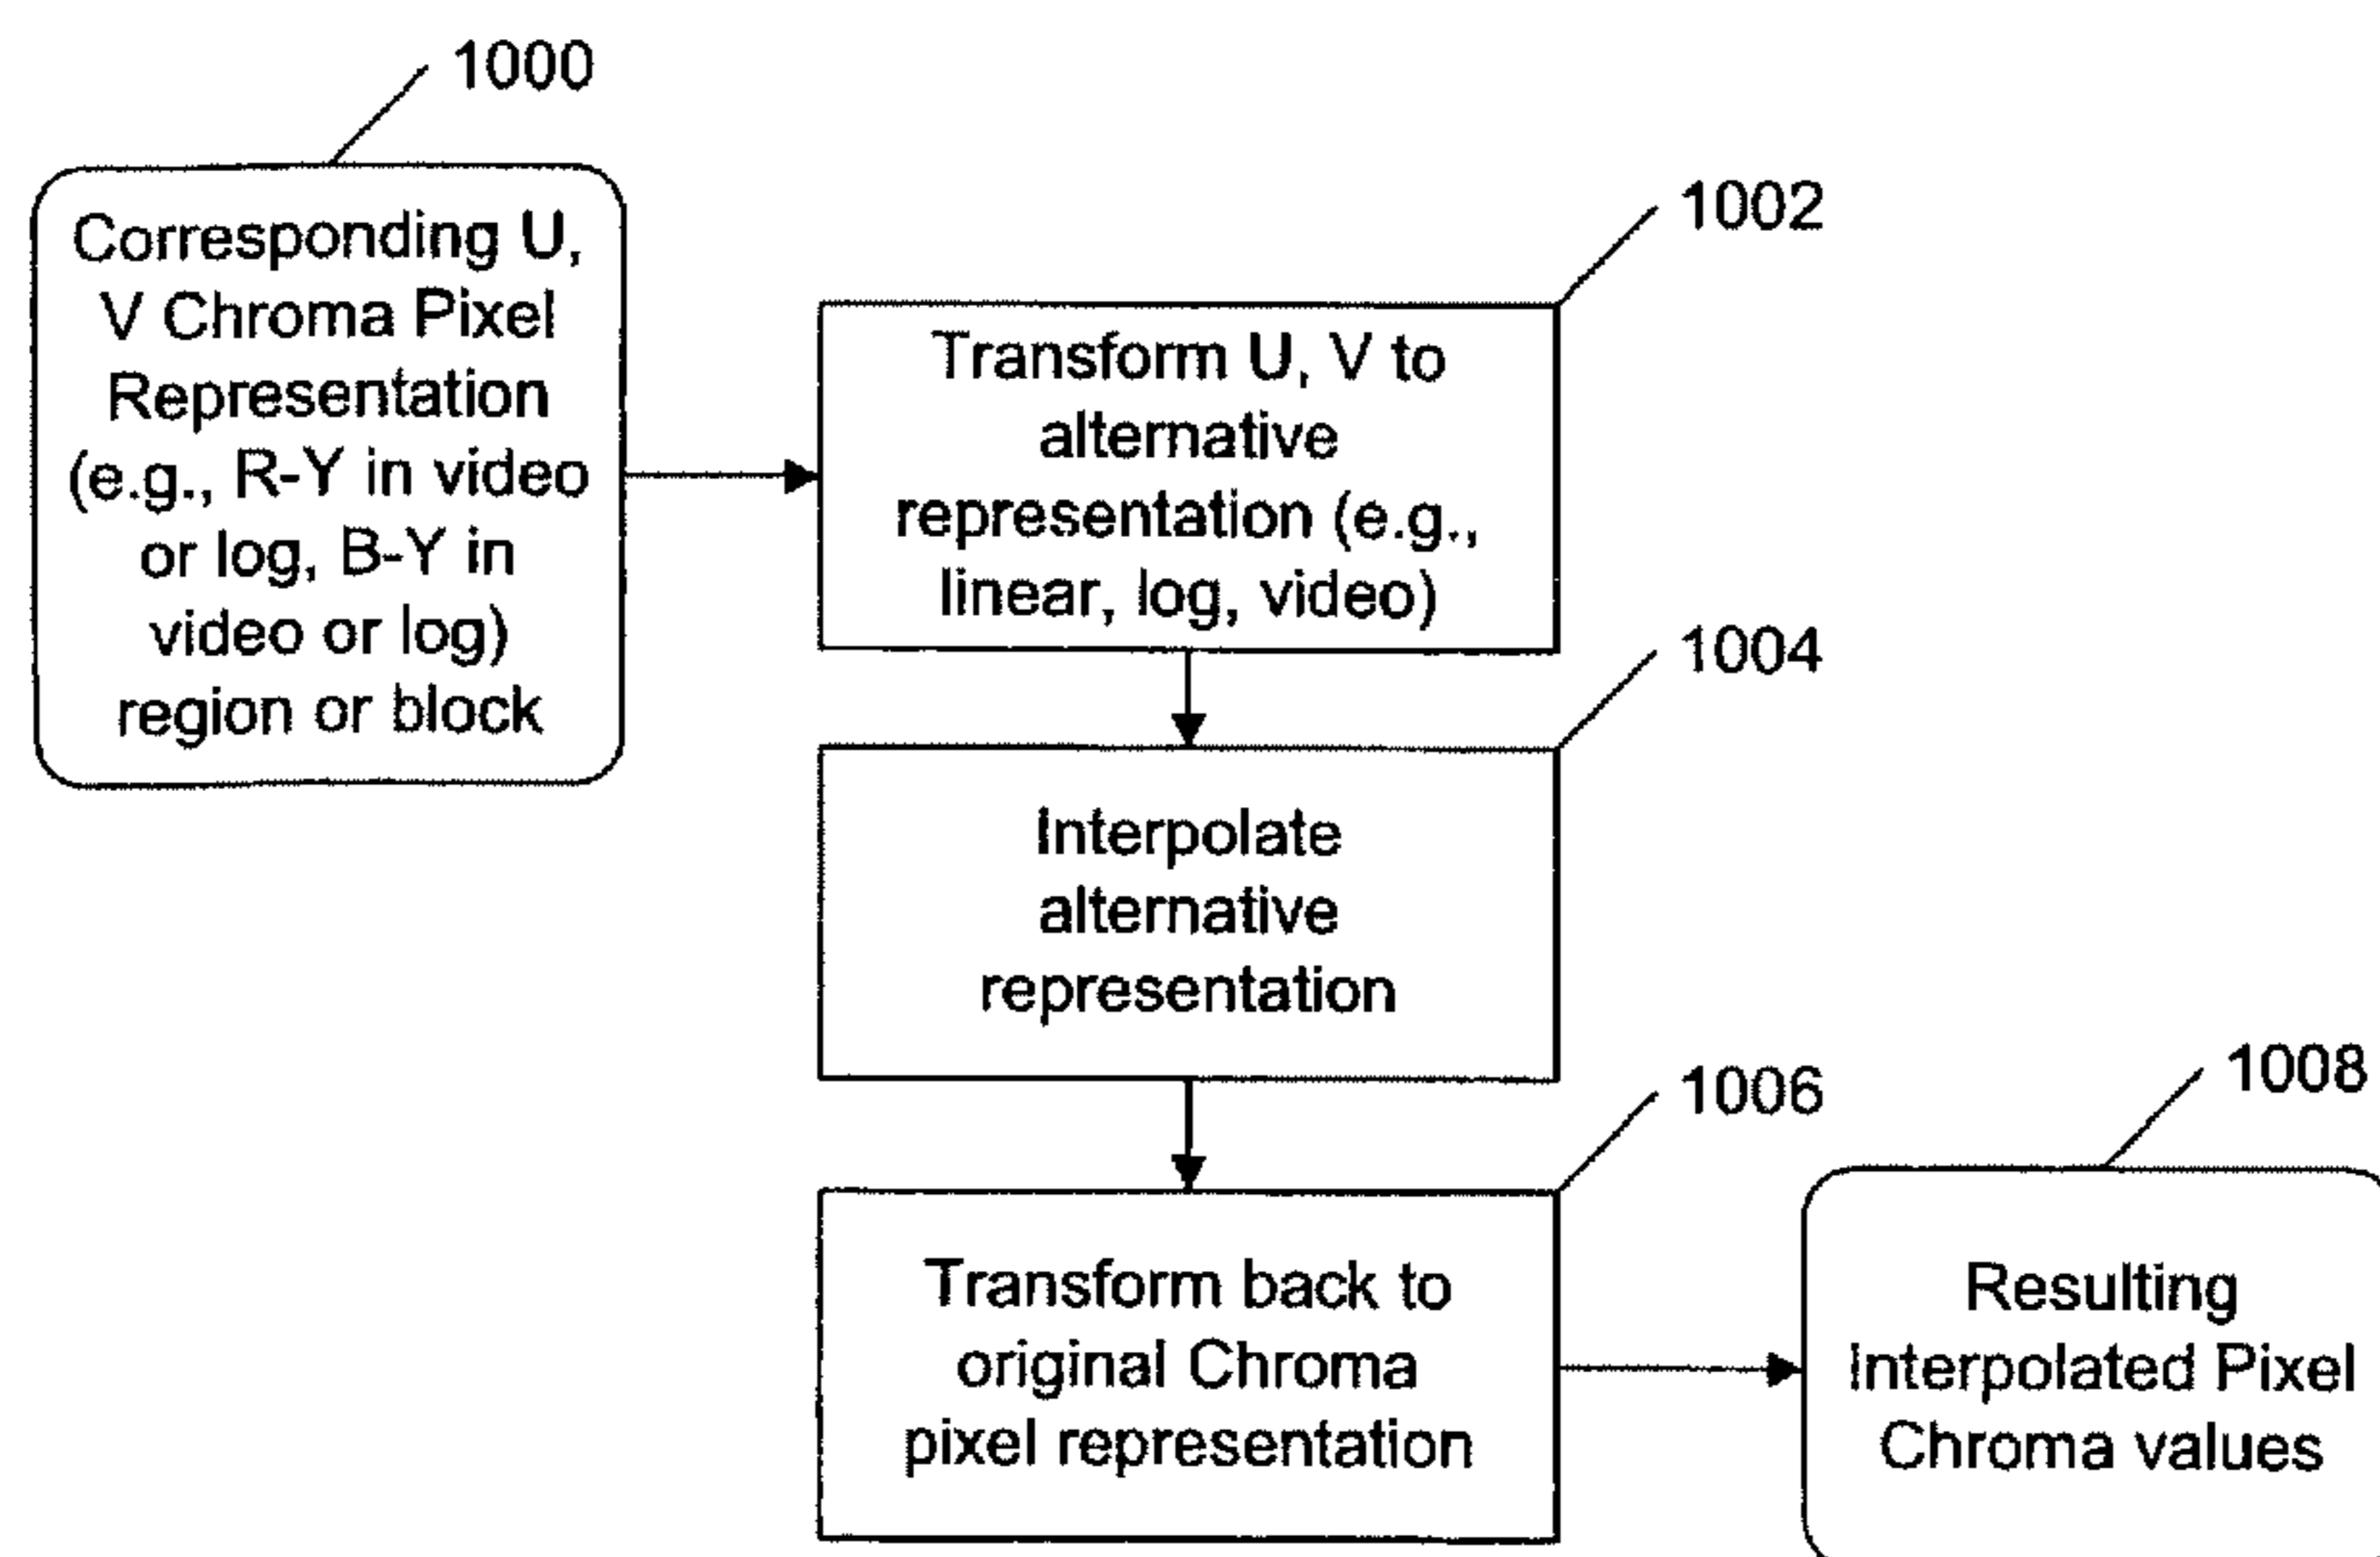 1000
Corresponding U,
V Chroma Pixel
Representation
(e.g., R-Y in video
or log, B-Y in
video or log)
region or block
1002
Transform U, V to
alternative
representation (e.g.,
linear, log, video)
1004
Interpolate
alternative
representation
1006
Transform back to
original Chroma
pixel representation
1008
Resulting
Interpolated Pixel
Chroma values